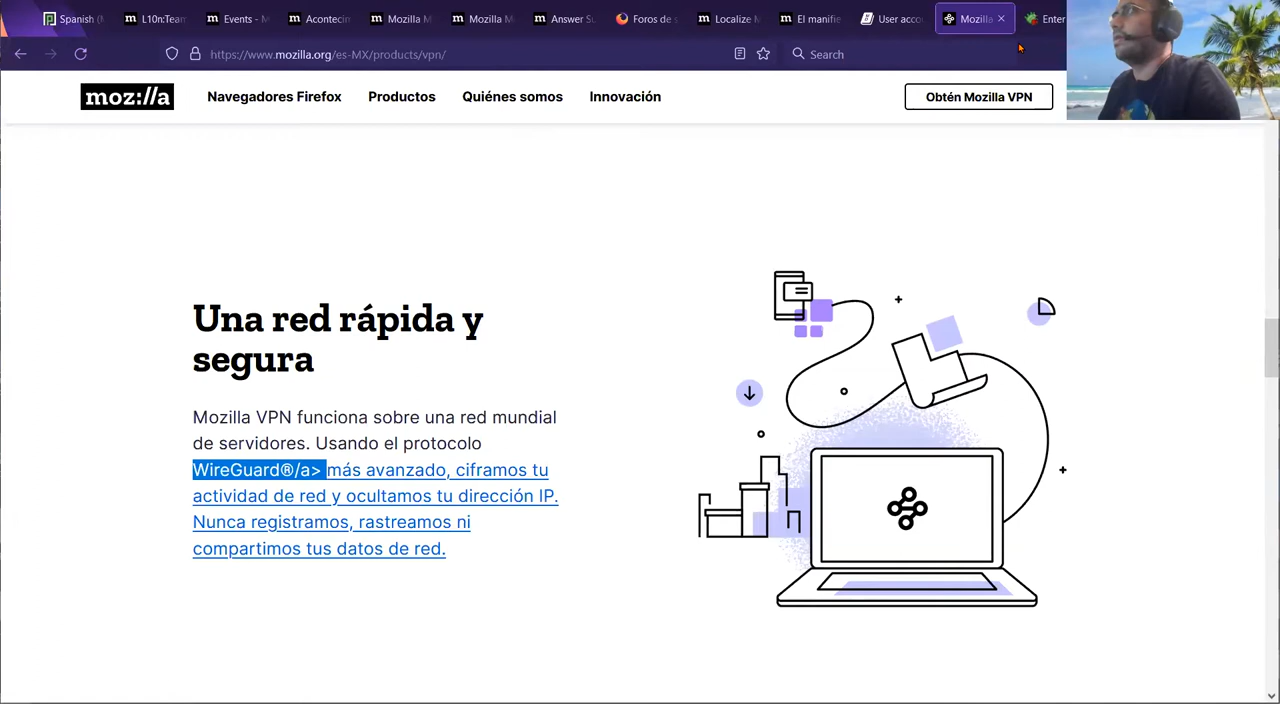 Spanish (M
L10n:Team
Events - M
Acontecin
Mozilla M
Mozilla M
Answer Su
Foros de s
Localize M
El manifie
User acco
Mozilla
Enter
https://www.mozilla.org/es-MX/products/vpn/
Search
moz://a
Navegadores Firefox
Productos
Quiénes somos
Innovación
Obtén Mozilla VPN
Una red rápida y
segura
Mozilla VPN funciona sobre una red mundial
de servidores. Usando el protocolo
WireGuard®/a> más avanzado, ciframos tu
actividad de red y ocultamos tu dirección IP.
Nunca registramos, rastreamos ni
compartimos tus datos de red.